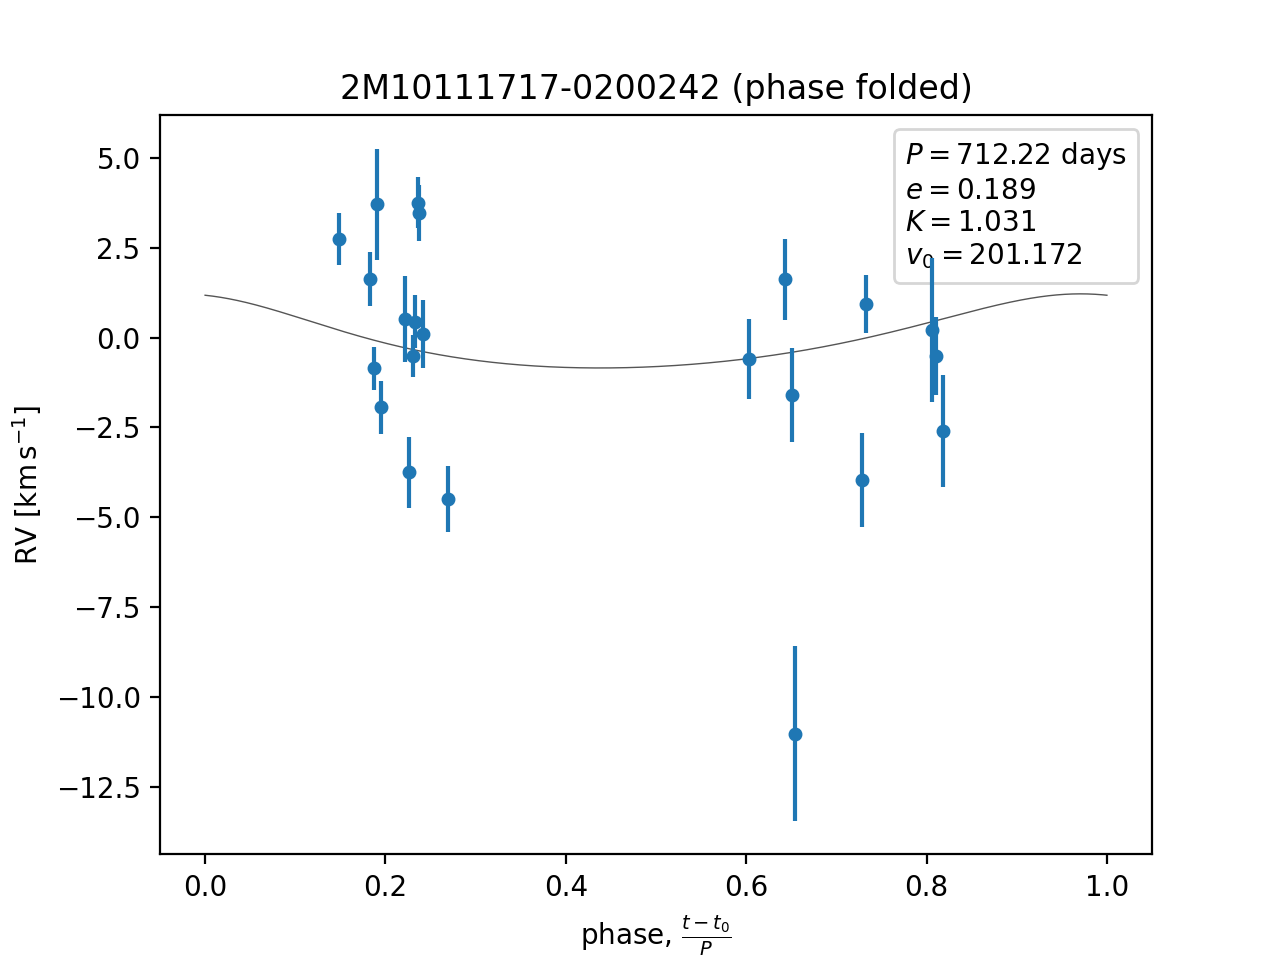 2M10111717-0200242 (phase folded)
P = 712.22 days
e = 0.189
K = 1.031
v₀ = 201.172
5.0
2.5
0.0
−2.5
−5.0
−7.5
−10.0
−12.5
RV [km s⁻¹]
0.0 0.2 0.4 0.6 0.8 1.0
phase, (t − t₀)/P